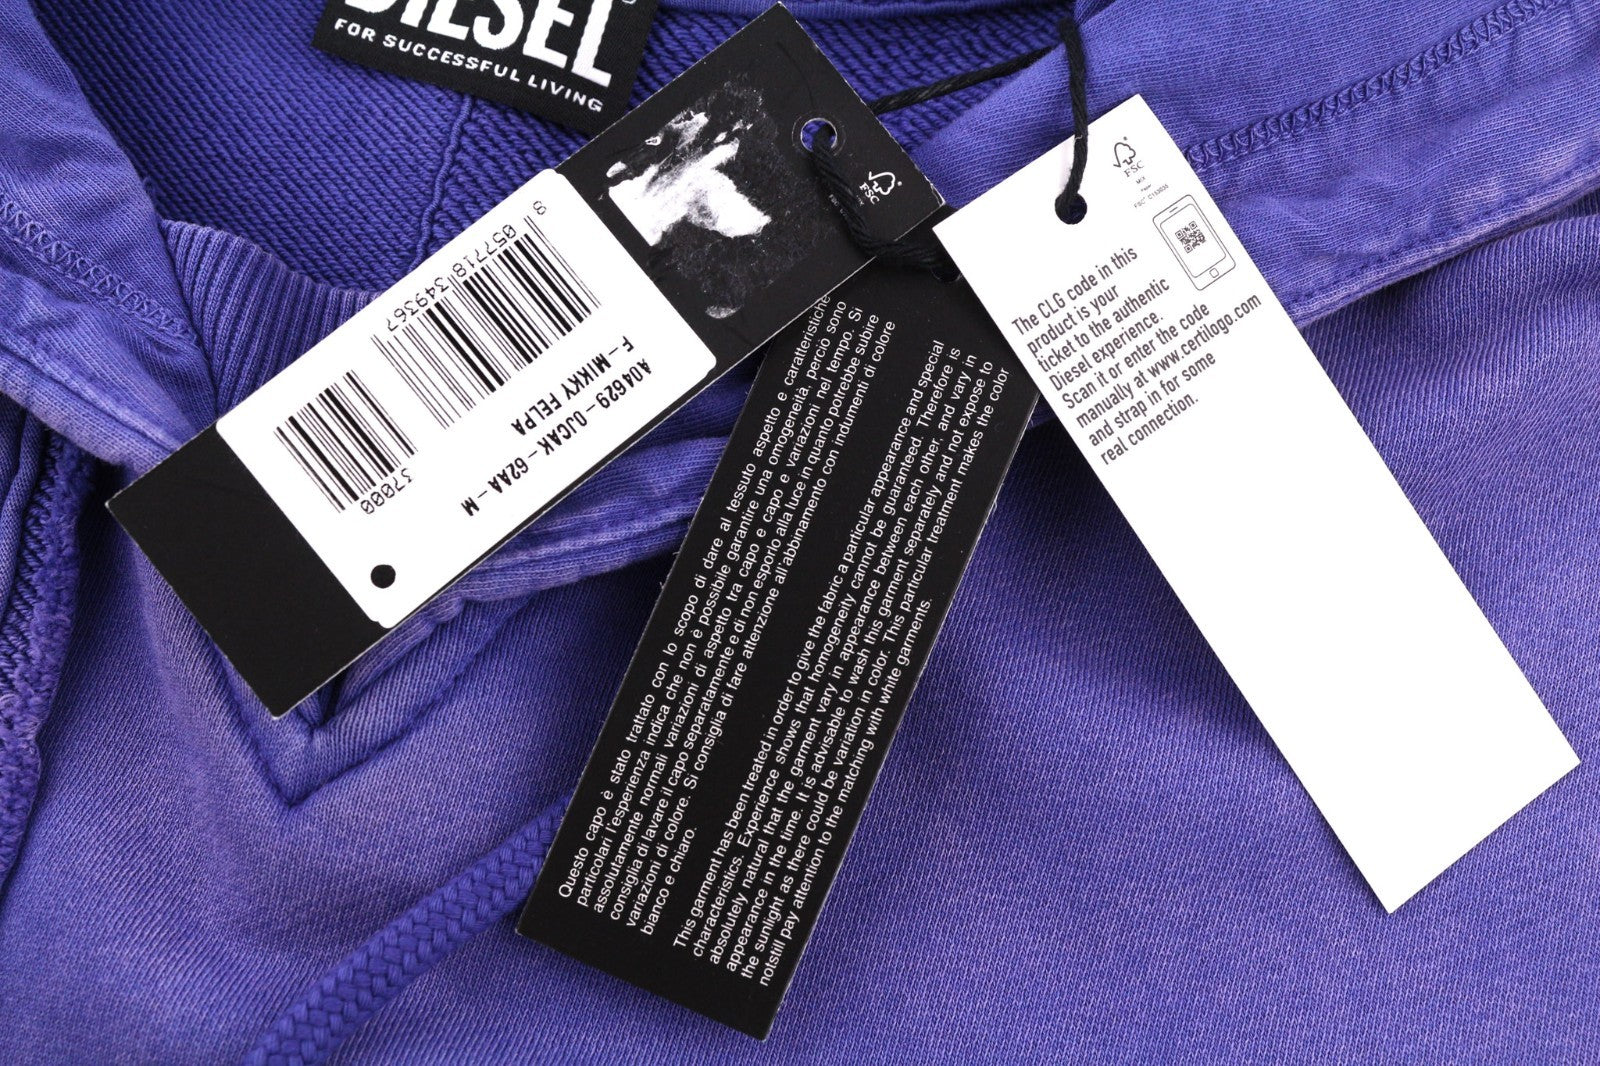 DIESEL
FOR SUCCESSFUL LIVING
8 057718 349367
37000
A04629 - 0JCAK - 62AA - M
F - MIKKY FELPA
FSC
Questo capo è stato trattato con lo scopo di dare al tessuto aspetto e caratteristiche
particolari l'esperienza indica che non è possibile garantire una omogeneità, percio sono
assolutamente normali variazioni di aspetto tra capo e capo e variazioni nel tempo. Si
consiglia di lavare il capo separatamente e di non esporlo alla luce in quanto potrebbe subire
variazioni di colore. Si consiglia di fare attenzione all'abbinamento con indumenti di colore
bianco e chiaro.
This garment has been treated in order to give the fabric a particular appearance and special
characteristics. Experience shows that homogeneity cannot be guaranteed. Therefore is
absolutely natural that the garment vary in appearance between each other, and vary in
appearance in the time. It is advisable to wash this garment separately and not expose to
the sunlight as there could be variation in color. This particular treatment makes the color
notstill pay attention to the matching with white garments.
FSC
MIX
Paper
FSC® C153035
The CLG code in this
product is your
ticket to the authentic
Diesel experience.
Scan it or enter the code
manually at www.certilogo.com
and strap in for some
real connection.